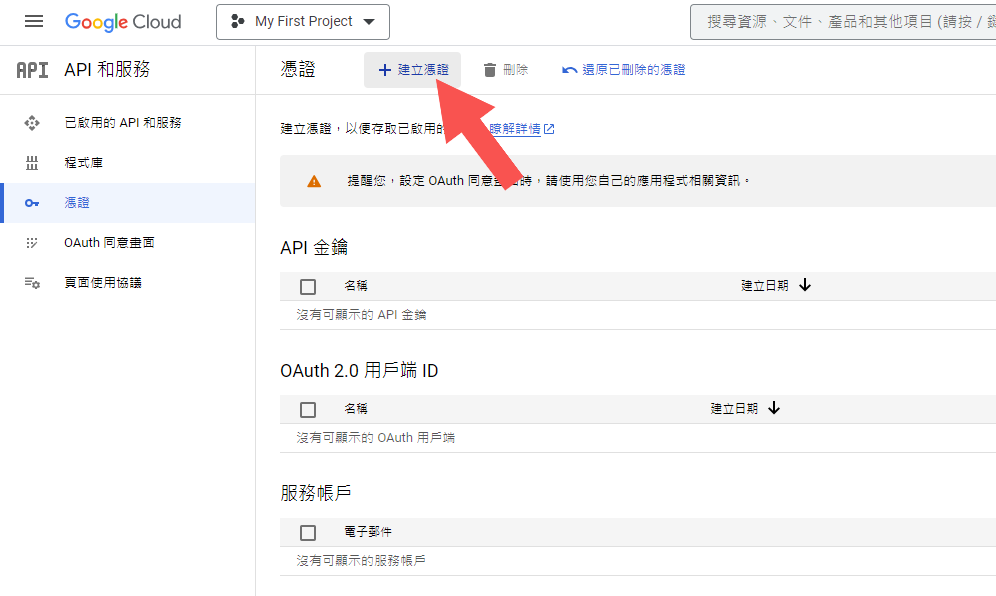 Google Cloud
My First Project
搜尋資源、文件、產品和其他項目 (請按 /
API API 和服務
憑證
建立憑證
刪除
還原已刪除的憑證
已啟用的 API 和服務
程式庫
憑證
OAuth 同意畫面
頁面使用協議
建立憑證，以便存取已啟用的
瞭解詳情
提醒您，設定 OAuth 同意畫面時，請使用您自己的應用程式相關資訊。
API 金鑰
名稱 建立日期
沒有可顯示的 API 金鑰
OAuth 2.0 用戶端 ID
名稱 建立日期
沒有可顯示的 OAuth 用戶端
服務帳戶
電子郵件
沒有可顯示的服務帳戶